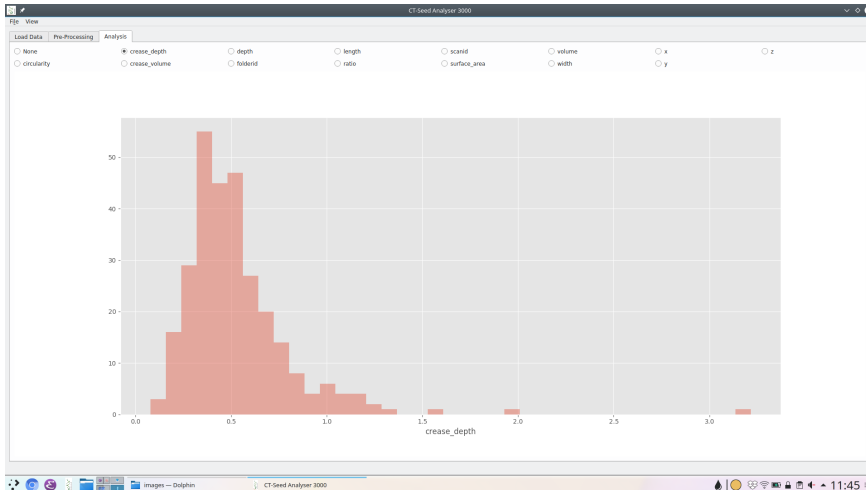 CT-Seed Analyser 3000
File View
Load Data Pre-Processing Analysis
None crease_depth depth length scanid volume x z
circularity crease_volume folderid ratio surface_area width y
50
40
30
20
10
0
0.0 0.5 1.0 1.5 2.0 2.5 3.0
crease_depth
images — Dolphin CT-Seed Analyser 3000 11:45